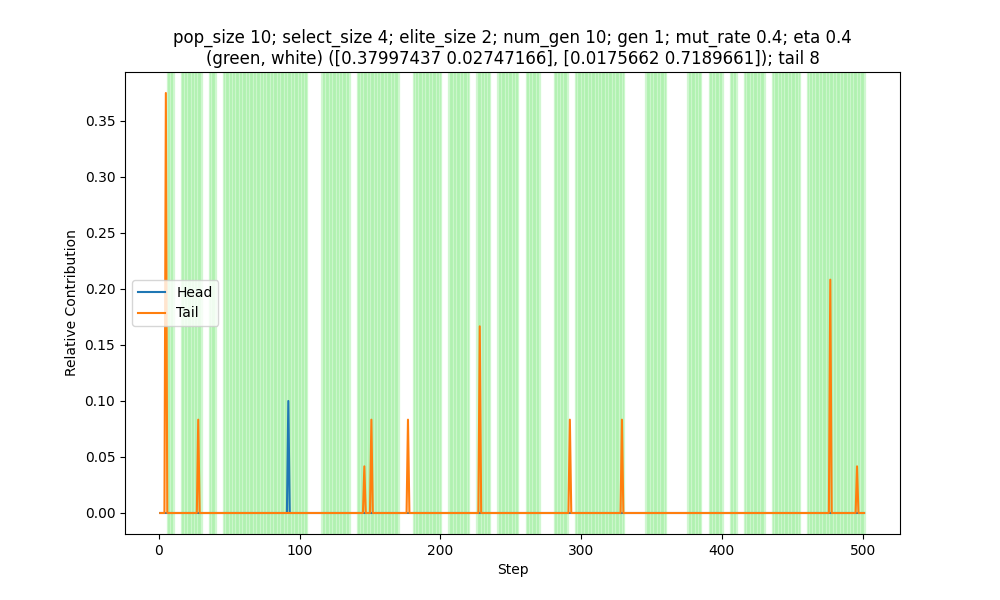 pop_size 10; select_size 4; elite_size 2; num_gen 10; gen 1; mut_rate 0.4; eta 0.4
(green, white) ([0.37997437 0.02747166], [0.0175662 0.7189661]); tail 8
Relative Contribution
0.35
0.30
0.25
0.20
0.15
0.10
0.05
0.00
Head
Tail
0 100 200 300 400 500
Step